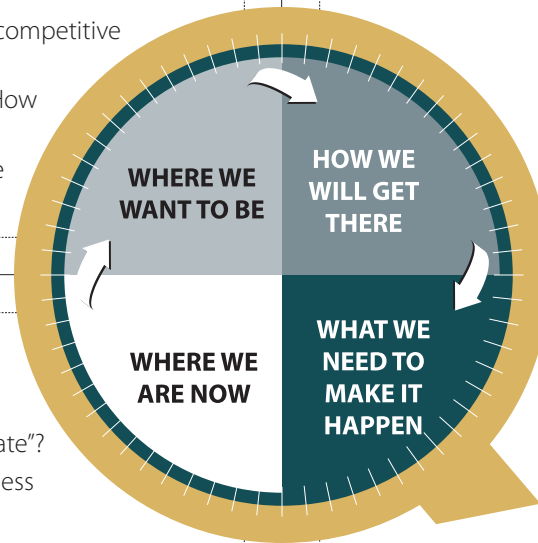 competitive
How
ate"?
ess
WHERE WE
WANT TO BE
HOW WE
WILL GET
THERE
WHERE WE
ARE NOW
WHAT WE
NEED TO
MAKE IT
HAPPEN